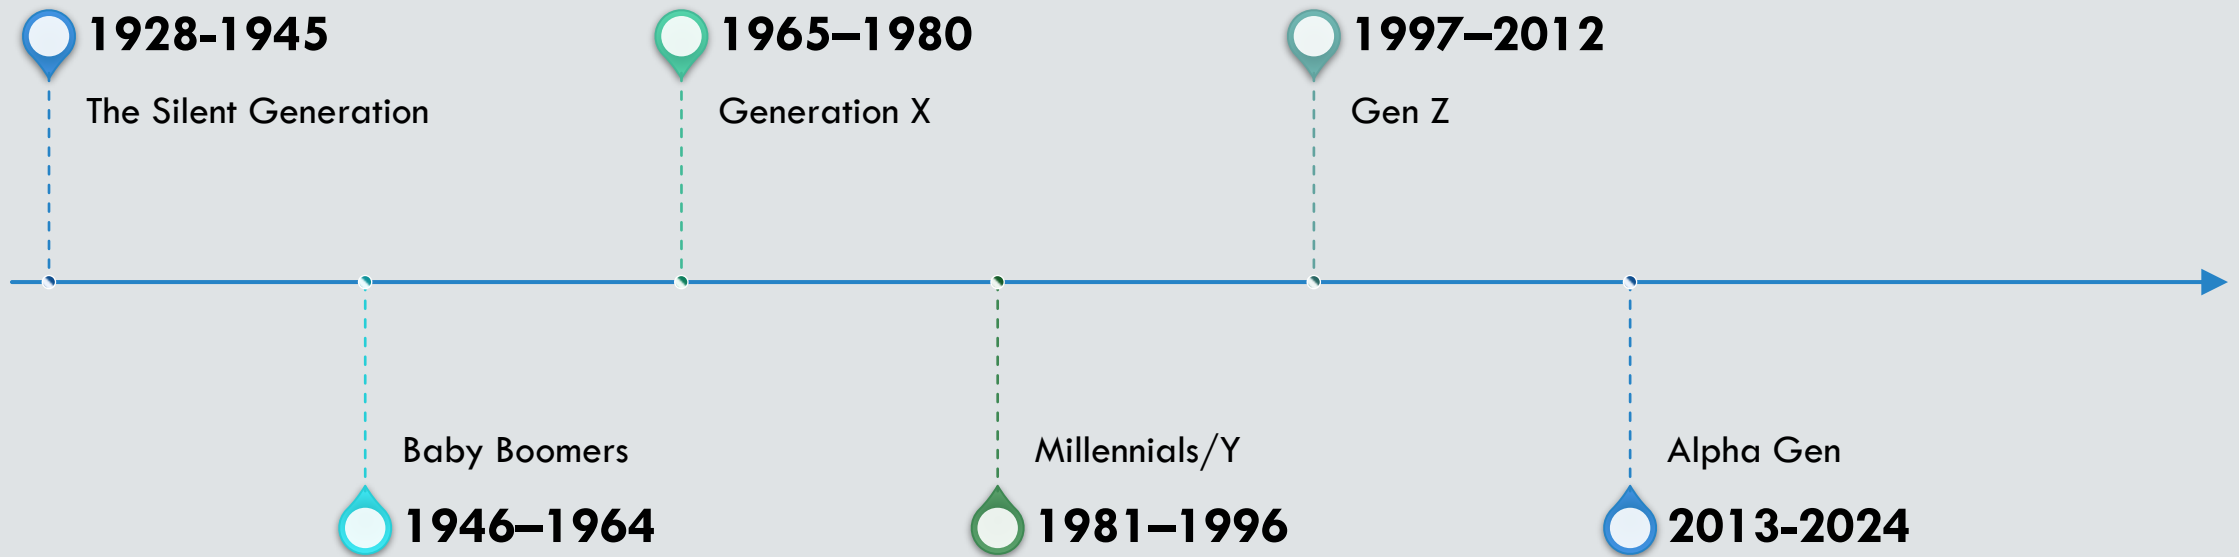 1928-1945
The Silent Generation
1965–1980
Generation X
1997–2012
Gen Z
Baby Boomers
1946–1964
Millennials/Y
1981–1996
Alpha Gen
2013-2024